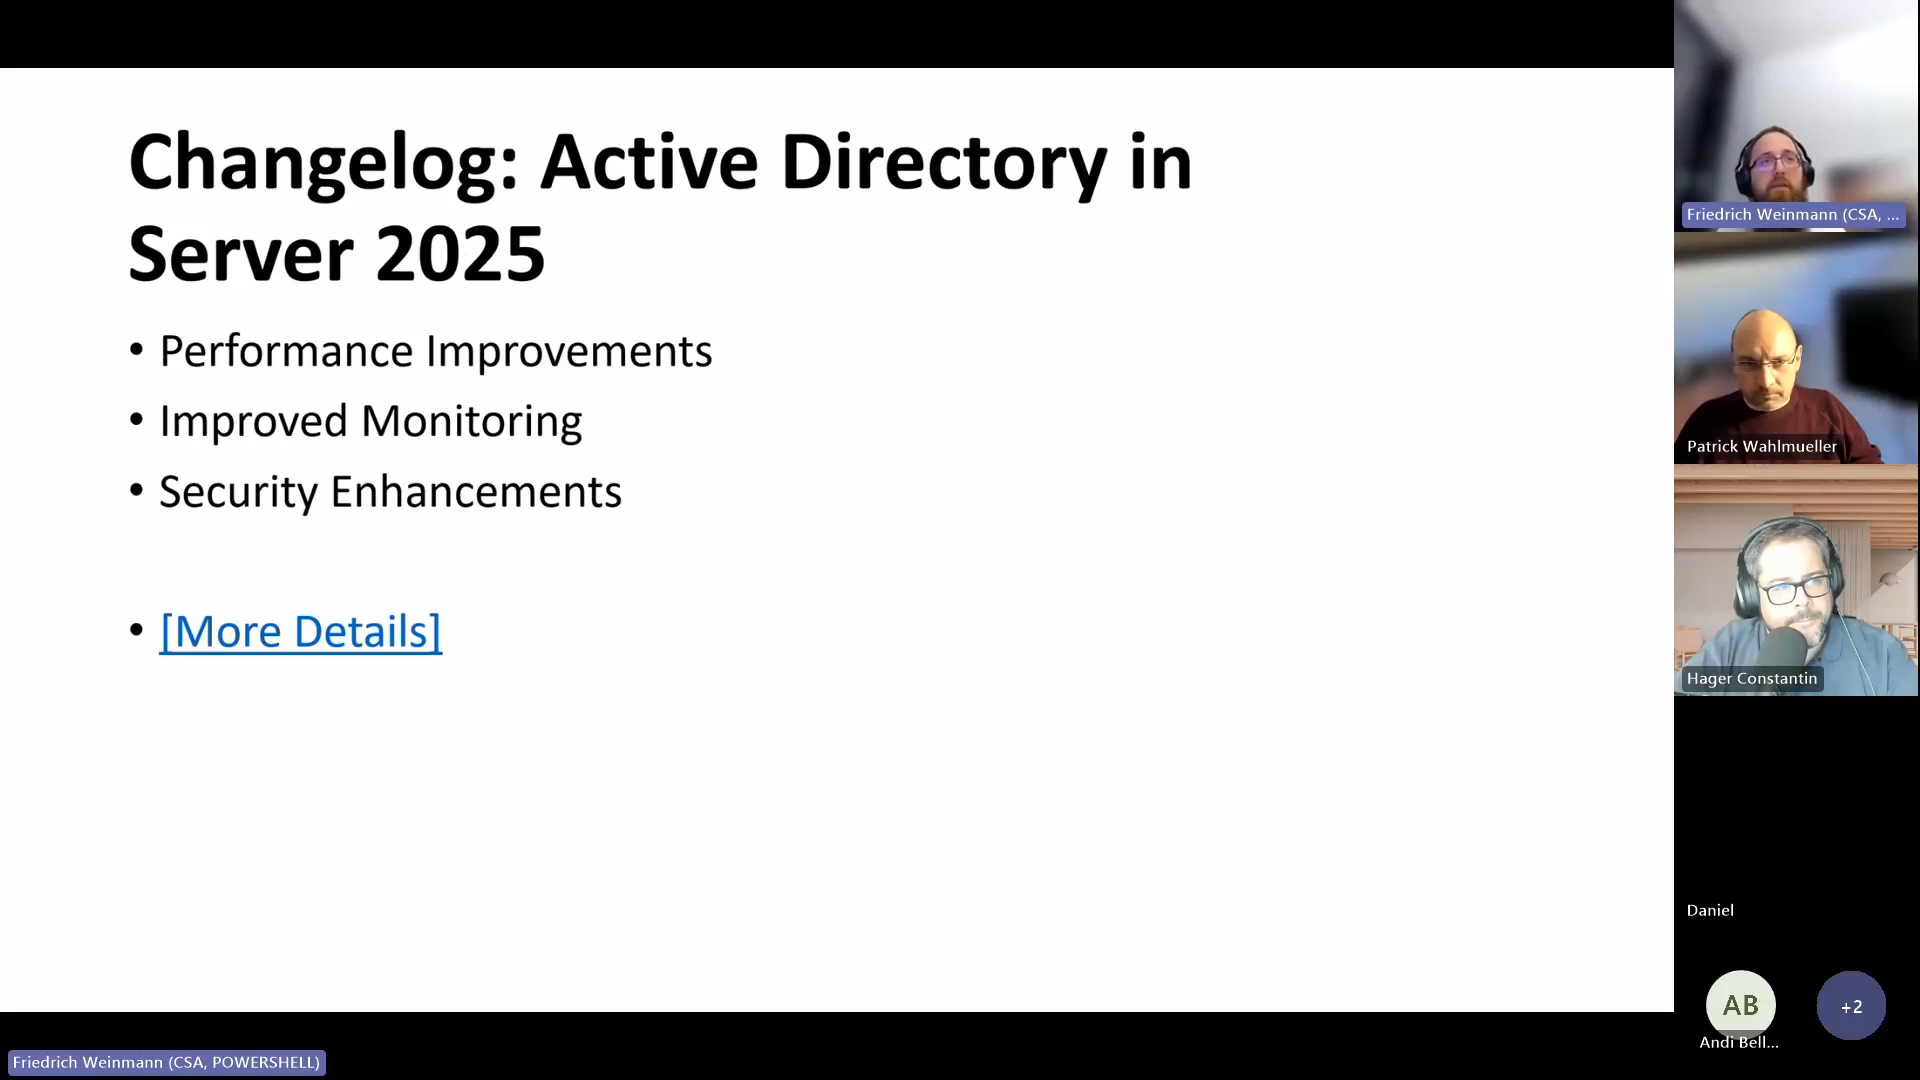 Changelog: Active Directory in
Server 2025
• Performance Improvements
• Improved Monitoring
• Security Enhancements
• [More Details]
Friedrich Weinmann (CSA, ...
Patrick Wahlmueller
Hager Constantin
Daniel
AB
Andi Bell...
+2
Friedrich Weinmann (CSA, POWERSHELL)